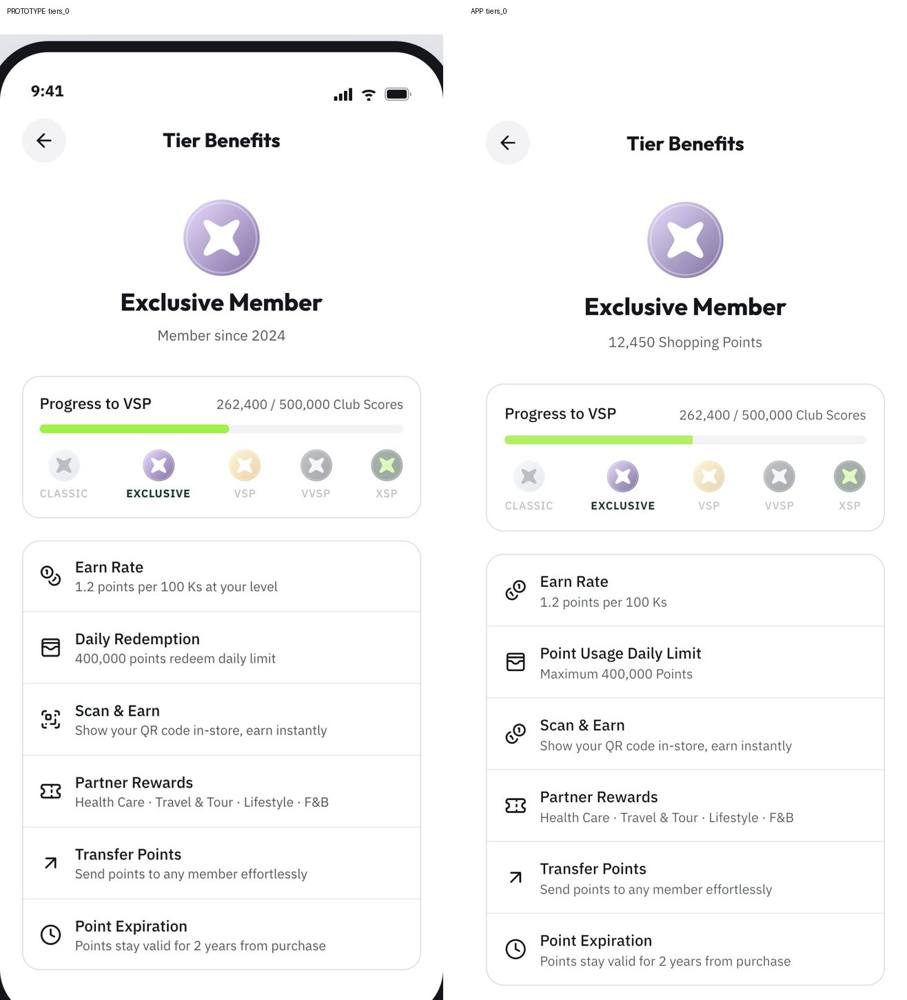 PROTOTYPE tiers_0
9:41
Tier Benefits
Exclusive Member
Member since 2024
Progress to VSP
262,400 / 500,000 Club Scores
CLASSIC
EXCLUSIVE
VSP
VVSP
XSP
Earn Rate
1.2 points per 100 Ks at your level
Daily Redemption
400,000 points redeem daily limit
Scan & Earn
Show your QR code in-store, earn instantly
Partner Rewards
Health Care · Travel & Tour · Lifestyle · F&B
Transfer Points
Send points to any member effortlessly
Point Expiration
Points stay valid for 2 years from purchase
APP tiers_0
Tier Benefits
Exclusive Member
12,450 Shopping Points
Progress to VSP
262,400 / 500,000 Club Scores
CLASSIC
EXCLUSIVE
VSP
VVSP
XSP
Earn Rate
1.2 points per 100 Ks
Point Usage Daily Limit
Maximum 400,000 Points
Scan & Earn
Show your QR code in-store, earn instantly
Partner Rewards
Health Care · Travel & Tour · Lifestyle · F&B
Transfer Points
Send points to any member effortlessly
Point Expiration
Points stay valid for 2 years from purchase